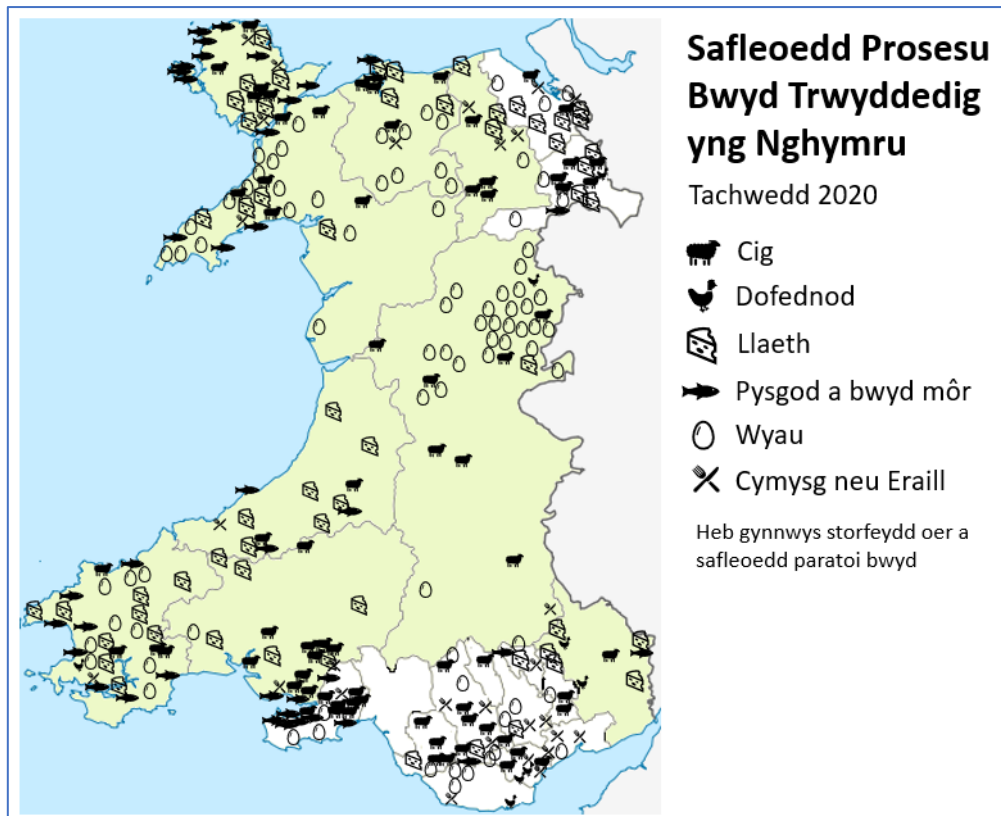 Safleoedd Prosesu
Bwyd Trwyddedig
yng Nghymru
Tachwedd 2020
Cig
Dofednod
Llaeth
Pysgod a bwyd môr
Wyau
Cymysg neu Eraill
Heb gynnwys storfeydd oer a
safleoedd paratoi bwyd